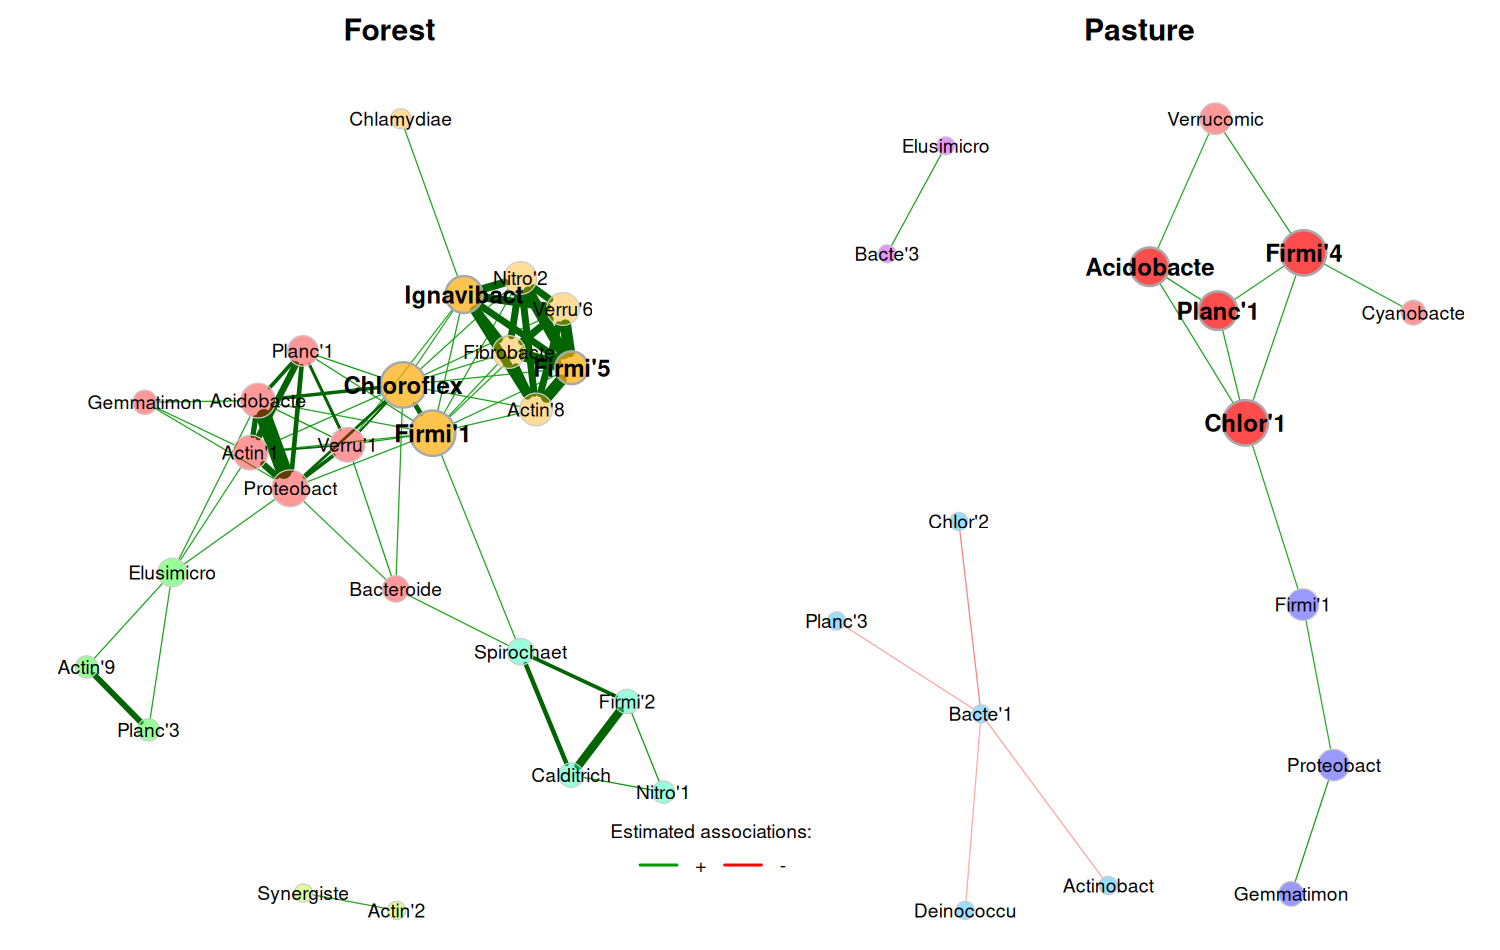 Forest
Pasture
Chlamydiae
Nitro'2
Ignavibact
Verru'6
Planc'1
Fibrobacte
Firmi'5
Chloroflex
Gemmatimon
Acidobacte
Actin'8
Firmi'1
Verru'1
Actin'1
Proteobact
Elusimicro
Bacteroide
Spirochaet
Actin'9
Firmi'2
Planc'3
Calditrich
Nitro'1
Synergiste
Actin'2
Estimated associations:
+ -
Verrucomic
Elusimicro
Bacte'3
Firmi'4
Acidobacte
Planc'1
Cyanobacte
Chlor'1
Chlor'2
Firmi'1
Planc'3
Bacte'1
Proteobact
Actinobact
Gemmatimon
Deinococcu